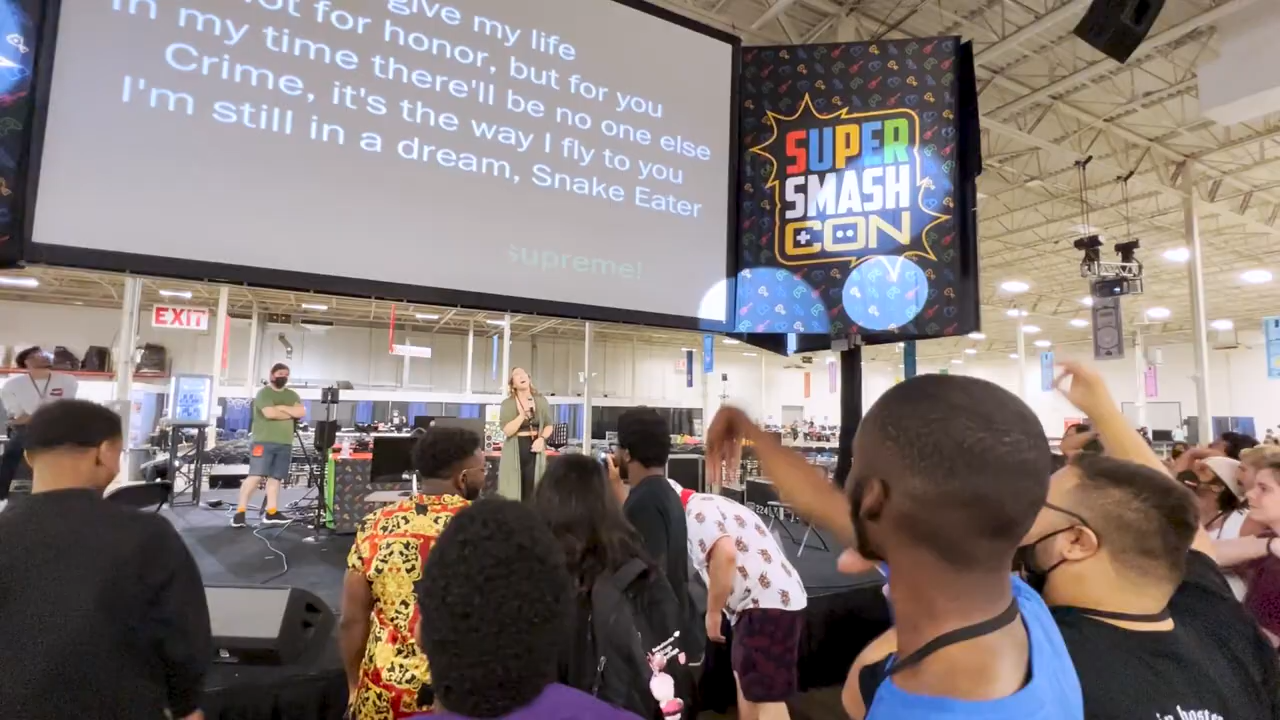 give my life
not for honor, but for you
In my time there'll be no one else
Crime, it's the way I fly to you
I'm still in a dream, Snake Eater
Supreme!
SUPER
SMASH
CON
EXIT
224